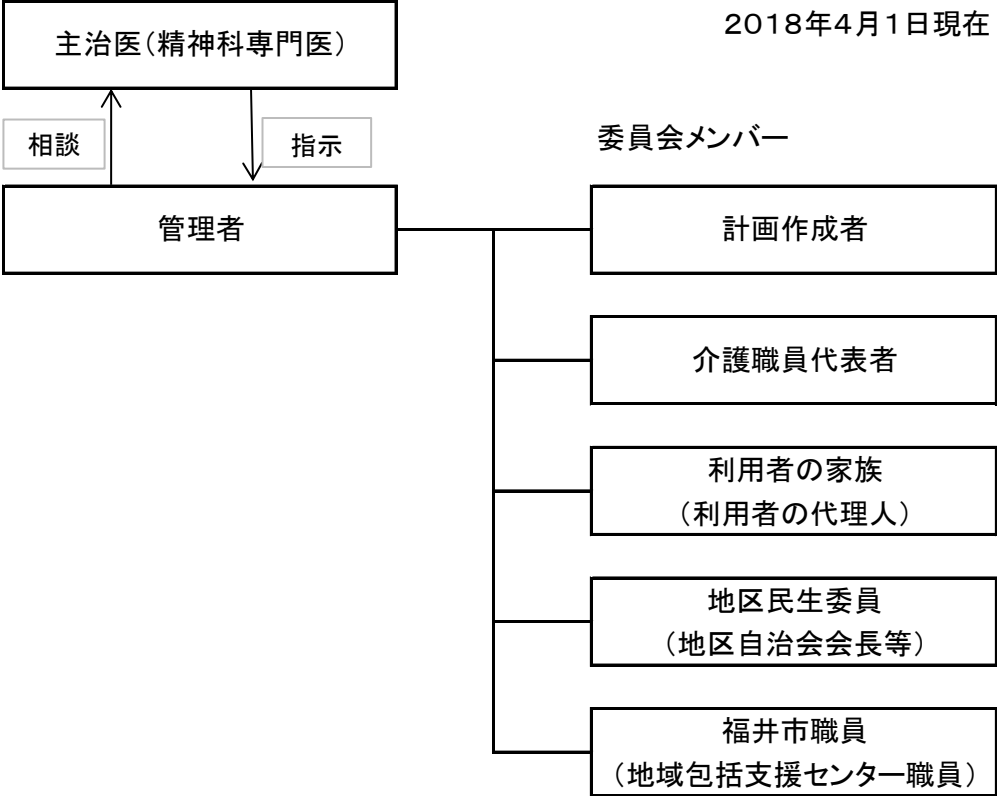 2018年4月1日現在
主治医(精神科専門医)
相談
指示
委員会メンバー
管理者
計画作成者
介護職員代表者
利用者の家族
(利用者の代理人)
地区民生委員
(地区自治会会長等)
福井市職員
(地域包括支援センター職員)